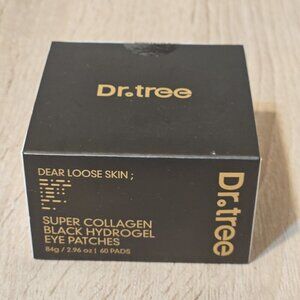 Dr.tree
DEAR LOOSE SKIN ;
SUPER COLLAGEN
BLACK HYDROGEL
EYE PATCHES
84g / 2.96 oz | 60 PADS
Dr.tree